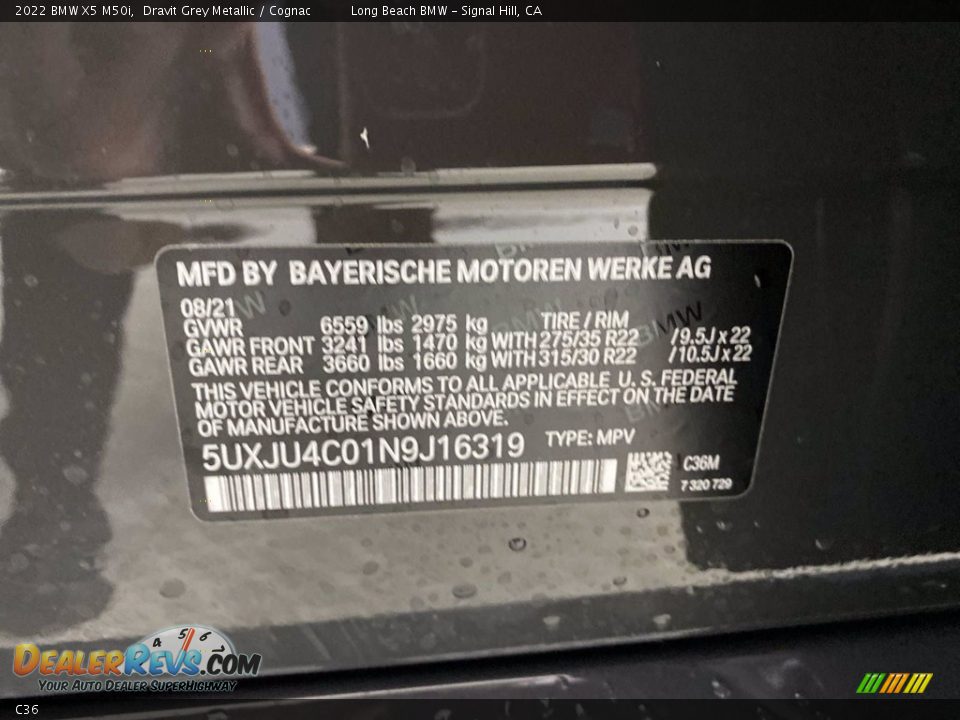 2022 BMW X5 M50i, Dravit Grey Metallic / Cognac Long Beach BMW - Signal Hill, CA
MFD BY BAYERISCHE MOTOREN WERKE AG
08/21
GVWR 6559 lbs 2975 kg TIRE / RIM
GAWR FRONT 3241 lbs 1470 kg WITH 275/35 R22 /9.5J x 22
GAWR REAR 3660 lbs 1660 kg WITH 315/30 R22 /10.5J x 22
THIS VEHICLE CONFORMS TO ALL APPLICABLE U. S. FEDERAL
MOTOR VEHICLE SAFETY STANDARDS IN EFFECT ON THE DATE
OF MANUFACTURE SHOWN ABOVE.
5UXJU4C01N9J16319 TYPE: MPV
C36M
7 320 729
4 5 6 7
DEALERREVS.COM
YOUR AUTO DEALER SUPERHIGHWAY
C36